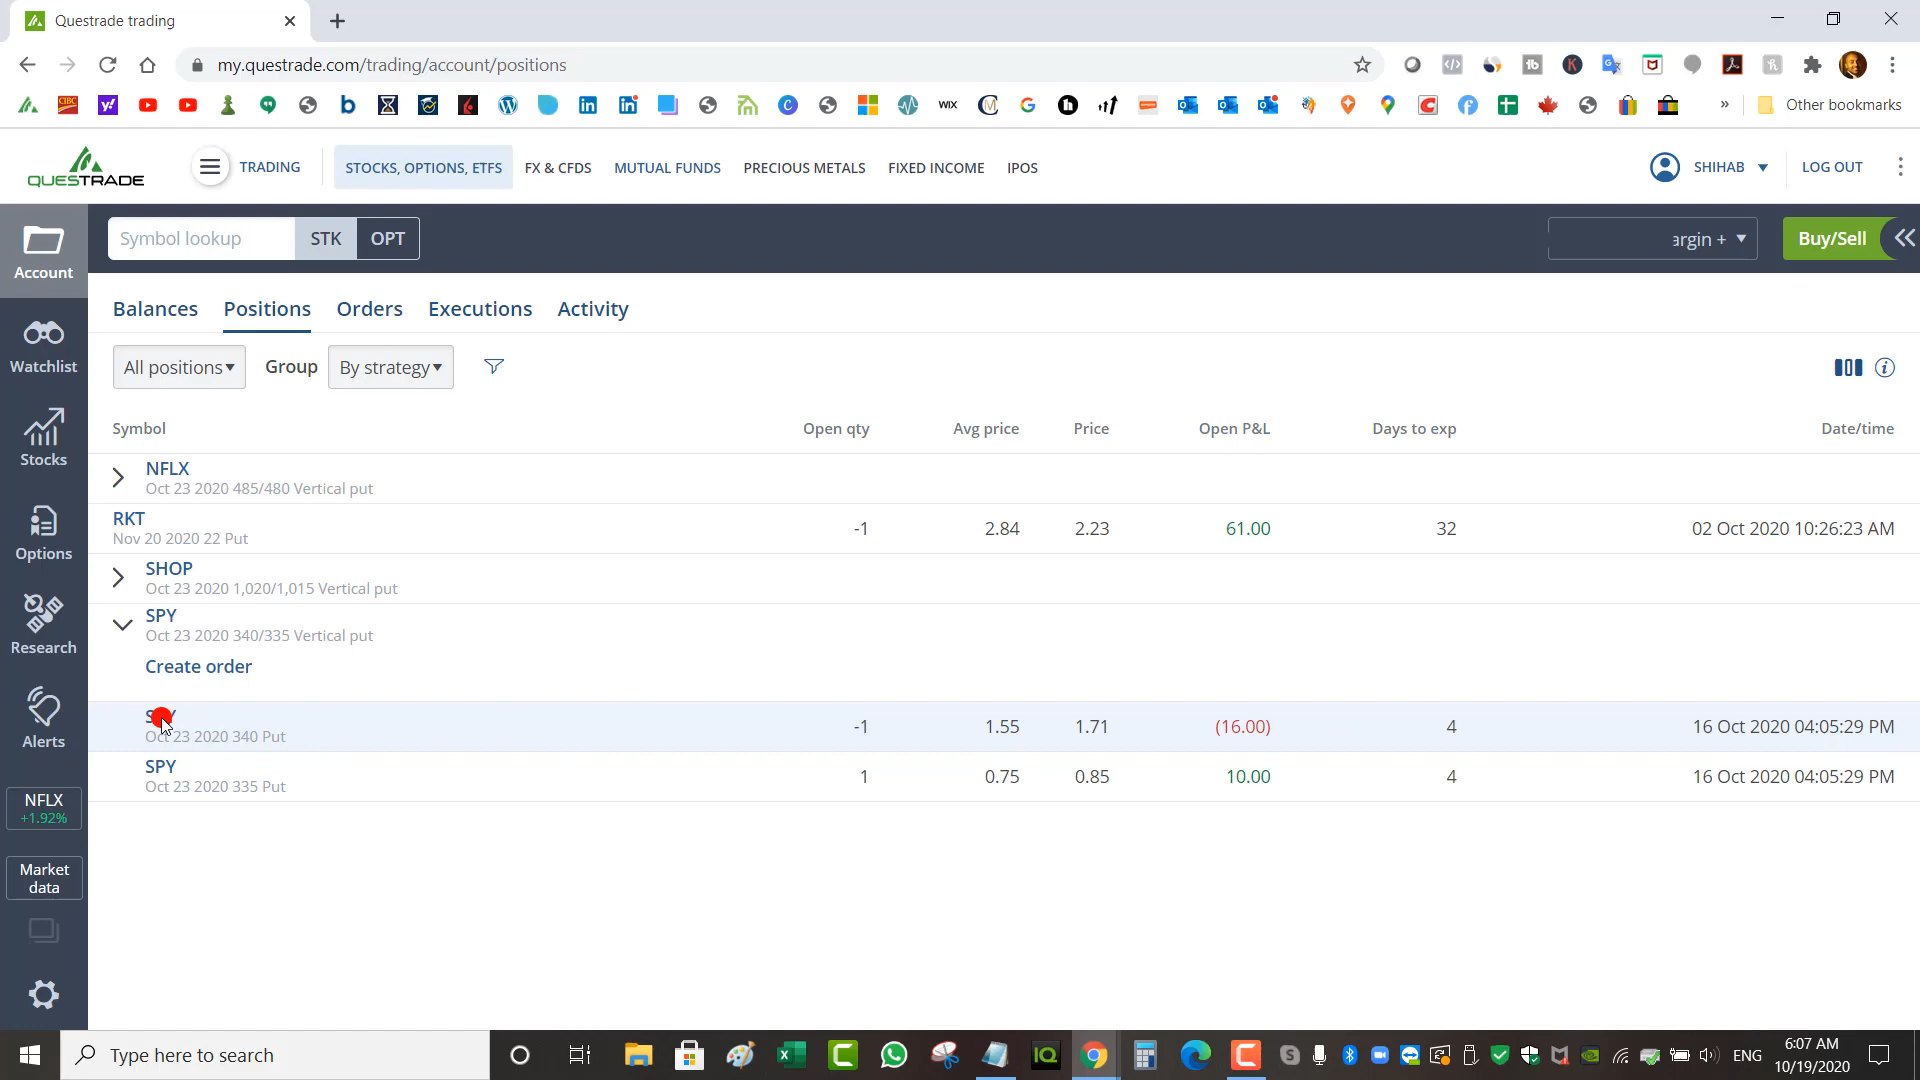 Questrade trading
my.questrade.com/trading/account/positions
CIBC
y!
WIX
Other bookmarks
QUESTRADE
TRADING
STOCKS, OPTIONS, ETFS
FX & CFDS
MUTUAL FUNDS
PRECIOUS METALS
FIXED INCOME
IPOS
SHIHAB
LOG OUT
Account
Symbol lookup
STK
OPT
argin +
Buy/Sell
Balances
Positions
Orders
Executions
Activity
Watchlist
All positions
Group
By strategy
Symbol
Open qty
Avg price
Price
Open P&L
Days to exp
Date/time
Stocks
NFLX
Oct 23 2020 485/480 Vertical put
RKT
Nov 20 2020 22 Put
-1
2.84
2.23
61.00
32
02 Oct 2020 10:26:23 AM
Options
SHOP
Oct 23 2020 1,020/1,015 Vertical put
SPY
Oct 23 2020 340/335 Vertical put
Research
Create order
Oct 23 2020 340 Put
-1
1.55
1.71
(16.00)
4
16 Oct 2020 04:05:29 PM
Alerts
SPY
Oct 23 2020 335 Put
1
0.75
0.85
10.00
4
16 Oct 2020 04:05:29 PM
NFLX
+1.92%
Market
data
Type here to search
IQ
ENG
6:07 AM
10/19/2020